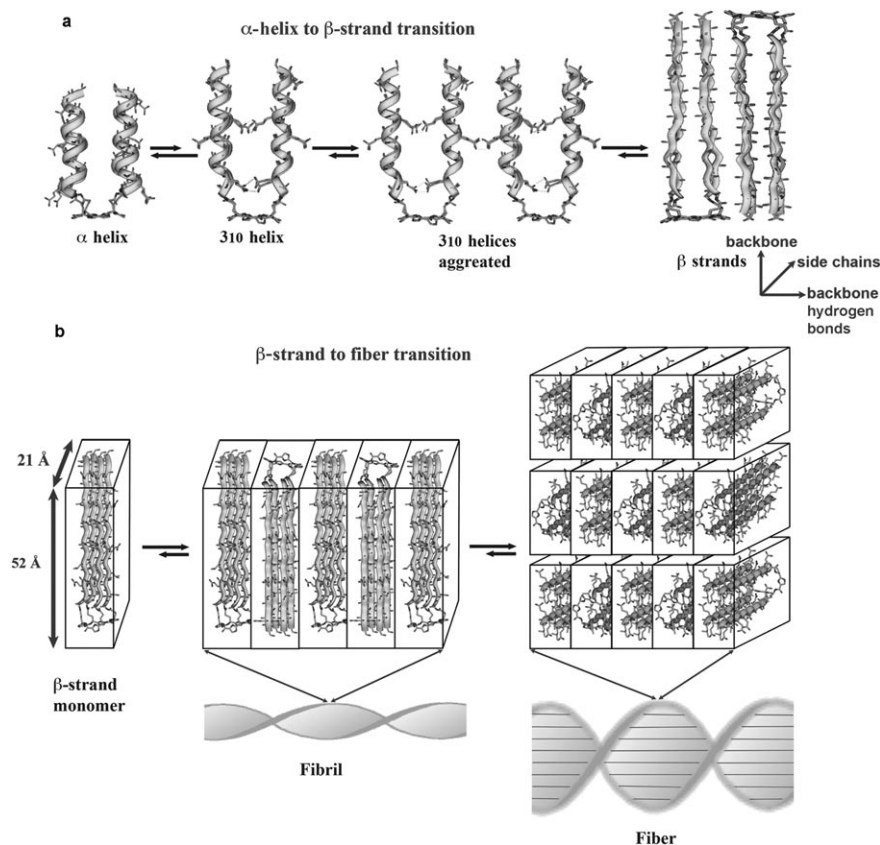 a
α-helix to β-strand transition
α helix
310 helix
310 helices
aggreated
β strands
backbone
side chains
backbone
hydrogen
bonds
b
β-strand to fiber transition
21 Å
52 Å
β-strand
monomer
Fibril
Fiber